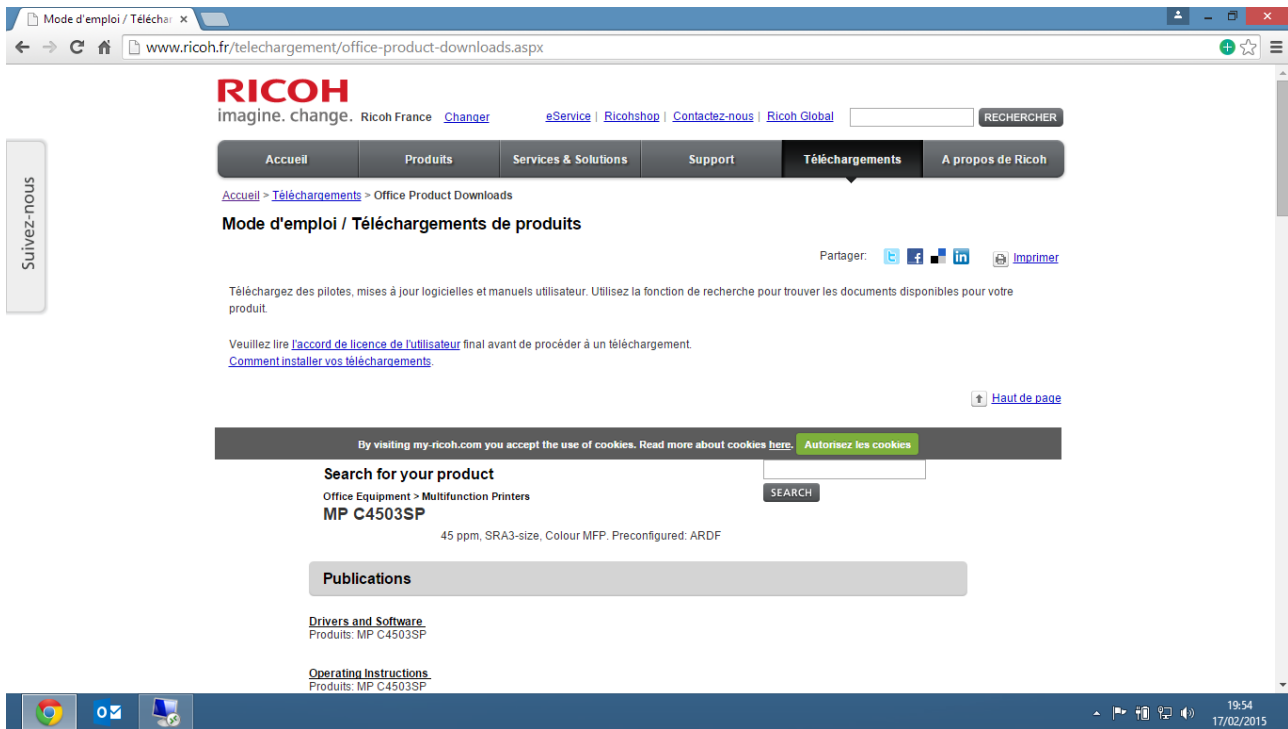 Mode d'emploi / Téléchar
www.ricoh.fr/telechargement/office-product-downloads.aspx
RICOH
imagine. change. Ricoh France Changer eService | Ricohshop | Contactez-nous | Ricoh Global RECHERCHER
Accueil Produits Services & Solutions Support Téléchargements A propos de Ricoh
Suivez-nous
Accueil > Téléchargements > Office Product Downloads
Mode d'emploi / Téléchargements de produits
Partager: Imprimer
Téléchargez des pilotes, mises à jour logicielles et manuels utilisateur. Utilisez la fonction de recherche pour trouver les documents disponibles pour votre
produit.
Veuillez lire l'accord de licence de l'utilisateur final avant de procéder à un téléchargement.
Comment installer vos téléchargements.
Haut de page
By visiting my-ricoh.com you accept the use of cookies. Read more about cookies here. Autorisez les cookies
Search for your product
SEARCH
Office Equipment > Multifunction Printers
MP C4503SP
45 ppm, SRA3-size, Colour MFP. Preconfigured: ARDF
Publications
Drivers and Software
Produits: MP C4503SP
Operating Instructions
Produits: MP C4503SP
19:54
17/02/2015